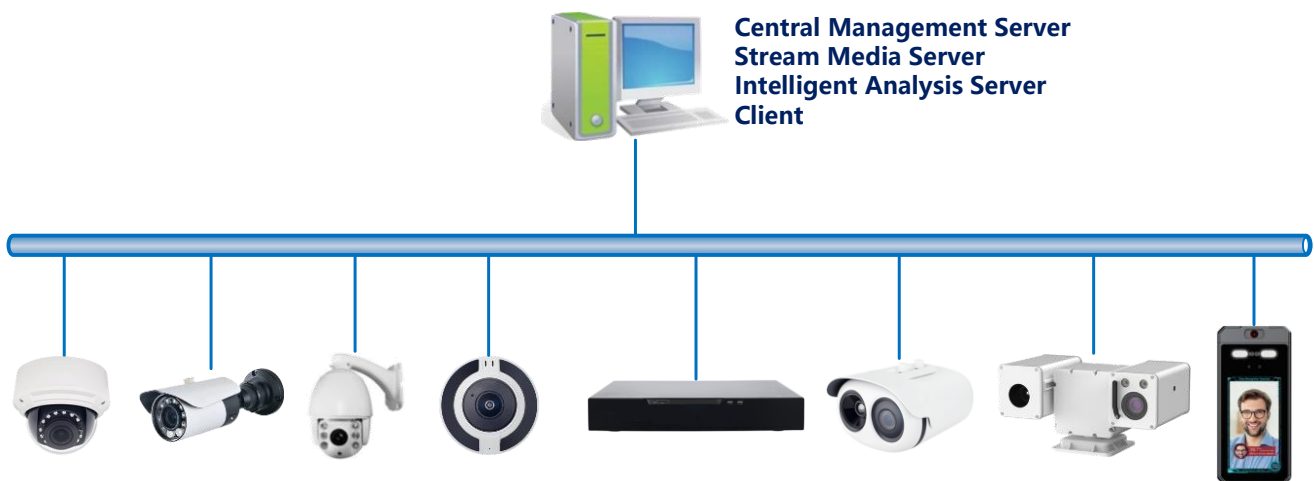 Central Management Server
Stream Media Server
Intelligent Analysis Server
Client